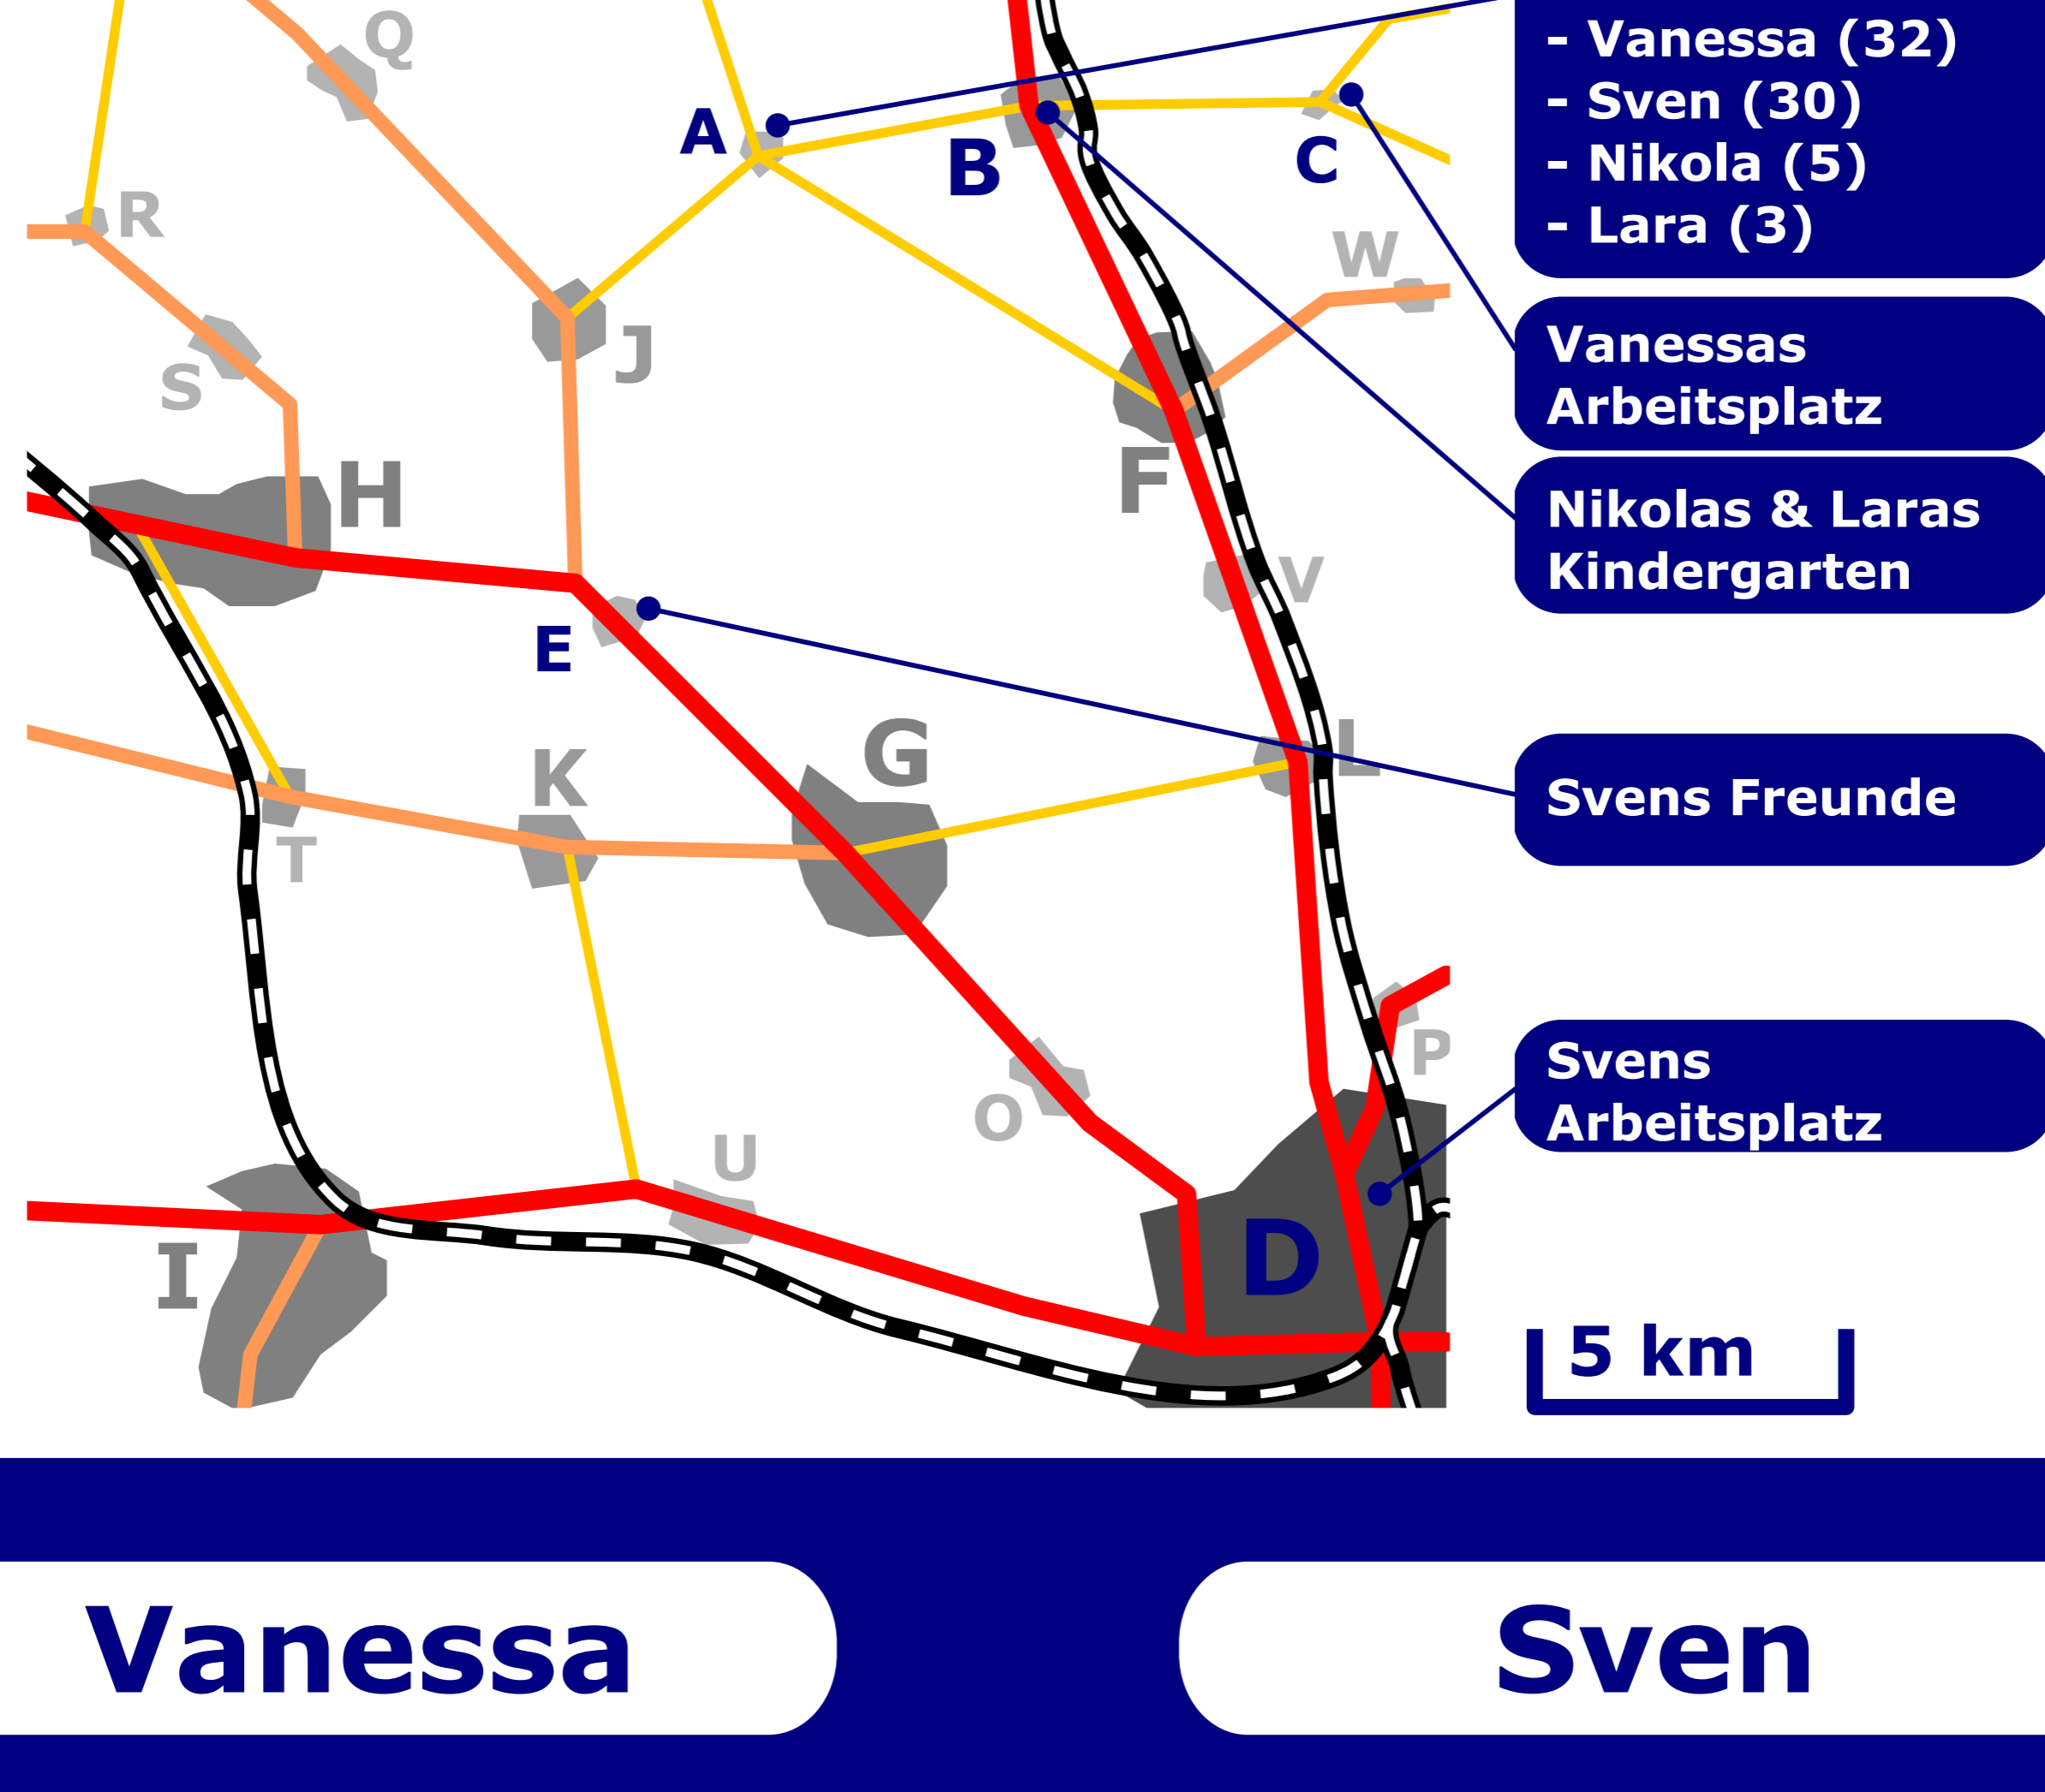 Q
A
B
C
R
W
J
S
H
F
V
E
G
L
K
T
O
P
U
I
D
- Vanessa (32)
- Sven (30)
- Nikola (5)
- Lara (3)
Vanessas
Arbeitsplatz
Nikolas & Laras
Kindergarten
Svens Freunde
Svens
Arbeitsplatz
5 km
Vanessa
Sven